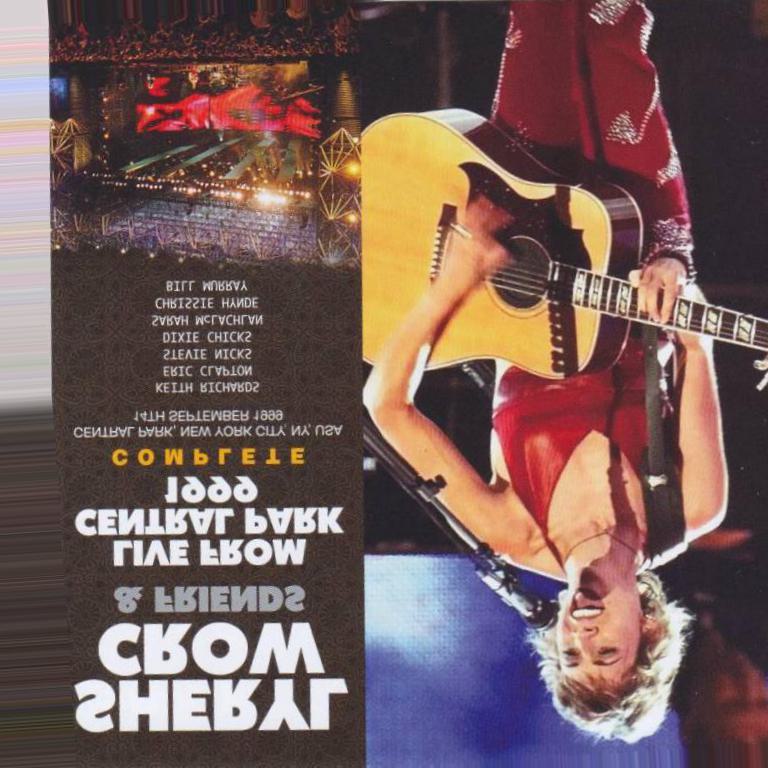 SHERYL
CROW
& FRIENDS
LIVE FROM
CENTRAL PARK
1999
COMPLETE
CENTRAL PARK, NEW YORK CITY, NY, USA
14TH SEPTEMBER 1999
KEITH RICHARDS
ERIC CLAPTON
STEVIE NICKS
DIXIE CHICKS
SARAH McLACHLAN
CHRISSIE HYNDE
BILL MURRAY